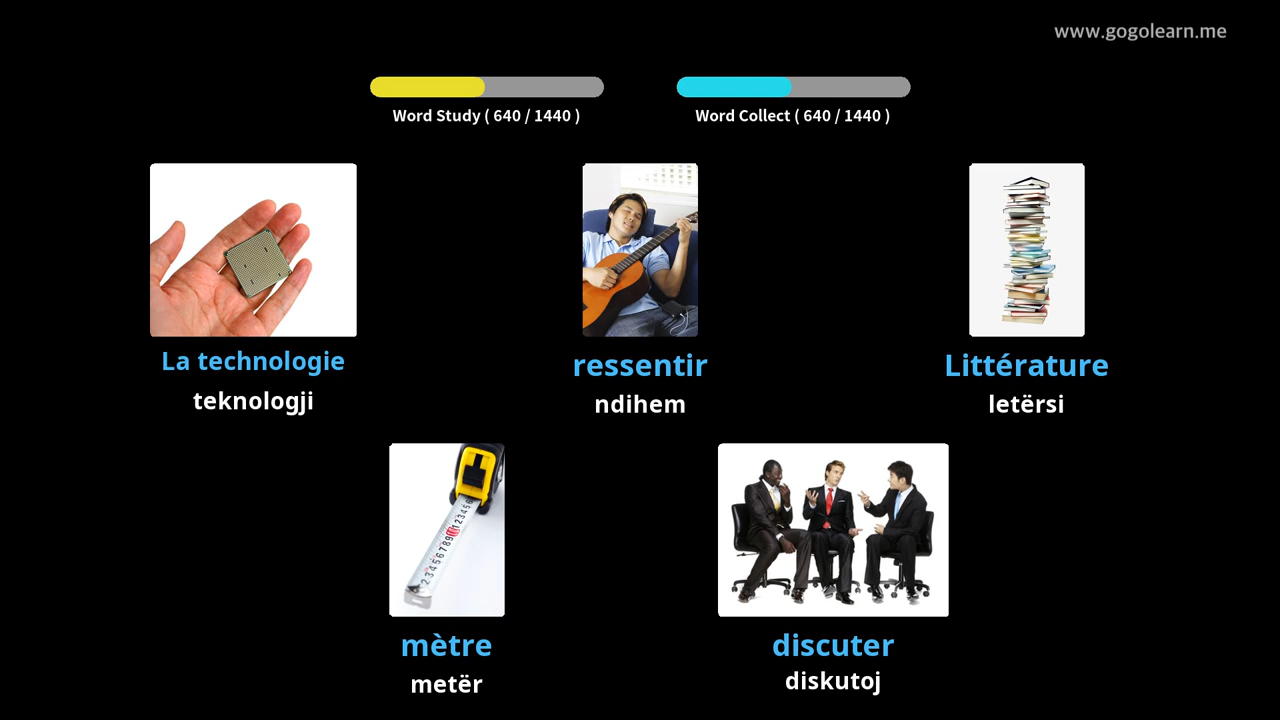 www.gogolearn.me
Word Study ( 640 / 1440 )
Word Collect ( 640 / 1440 )
La technologie
teknologji
ressentir
ndihem
Littérature
letërsi
mètre
metër
discuter
diskutoj